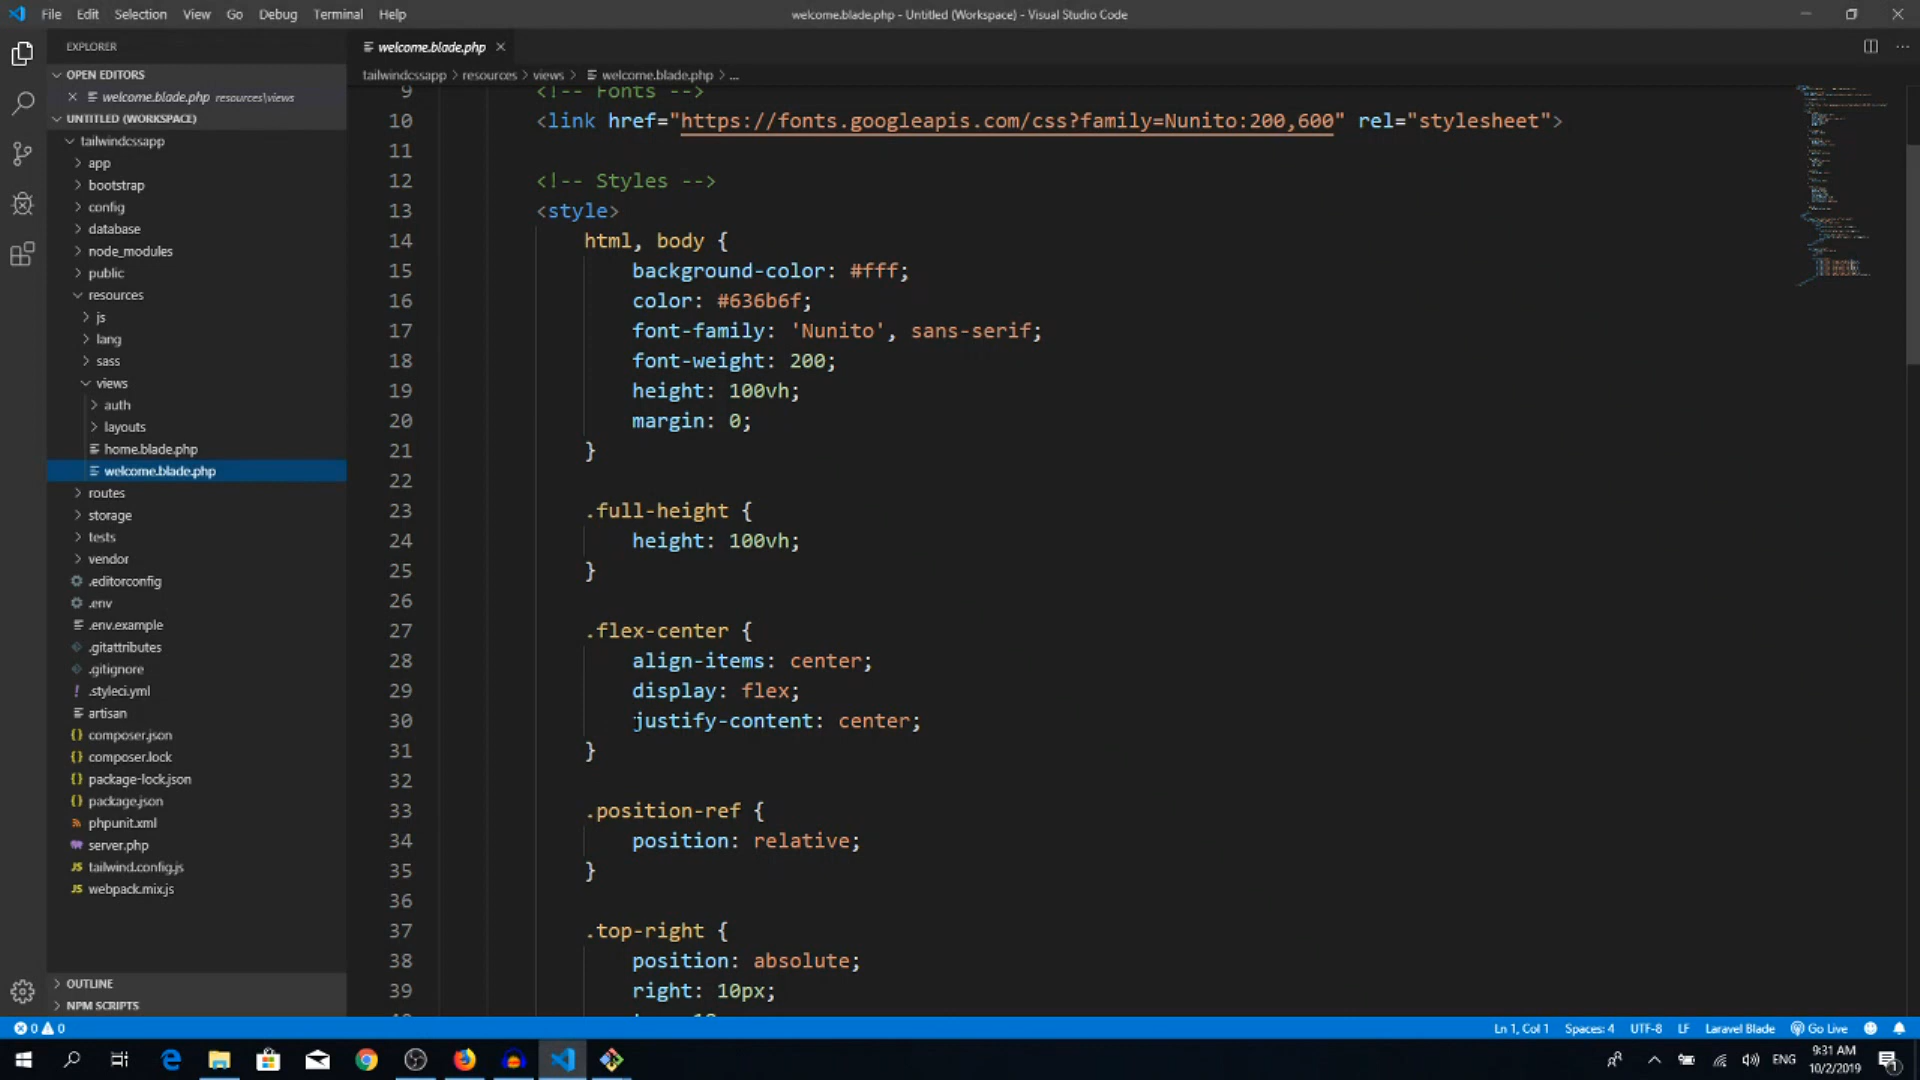 File Edit Selection View Go Debug Terminal Help
welcome.blade.php - Untitled (Workspace) - Visual Studio Code
EXPLORER
OPEN EDITORS
welcome.blade.php resources\views
UNTITLED (WORKSPACE)
tailwindcssapp
app
bootstrap
config
database
node_modules
public
resources
js
lang
sass
views
auth
layouts
home.blade.php
welcome.blade.php
routes
storage
tests
vendor
.editorconfig
.env
.env.example
.gitattributes
.gitignore
.styleci.yml
artisan
composer.json
composer.lock
package-lock.json
package.json
phpunit.xml
server.php
tailwind.config.js
webpack.mix.js
OUTLINE
NPM SCRIPTS
welcome.blade.php
tailwindcssapp > resources > views > welcome.blade.php > ...
9 <!-- Fonts -->
10 <link href="https://fonts.googleapis.com/css?family=Nunito:200,600" rel="stylesheet">
11
12 <!-- Styles -->
13 <style>
14 html, body {
15 background-color: #fff;
16 color: #636b6f;
17 font-family: 'Nunito', sans-serif;
18 font-weight: 200;
19 height: 100vh;
20 margin: 0;
21 }
22
23 .full-height {
24 height: 100vh;
25 }
26
27 .flex-center {
28 align-items: center;
29 display: flex;
30 justify-content: center;
31 }
32
33 .position-ref {
34 position: relative;
35 }
36
37 .top-right {
38 position: absolute;
39 right: 10px;
0 0
Ln 1, Col 1 Spaces: 4 UTF-8 LF Laravel Blade Go Live
ENG
9:31 AM
10/2/2019